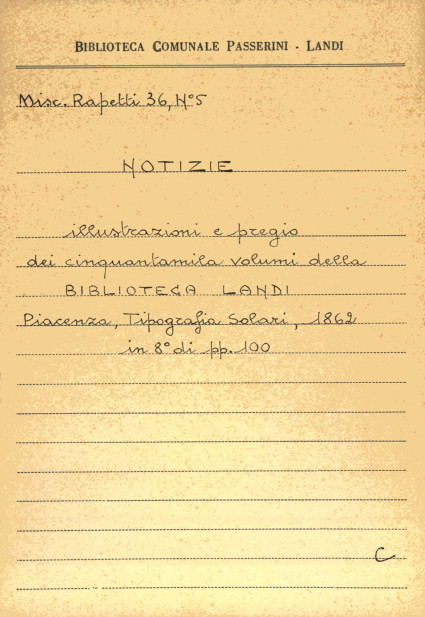 BIBLIOTECA COMUNALE PASSERINI - LANDI
Misc. Rapetti 36, N° 5
NOTIZIE
illustrazioni e pregio
dei cinquantamila volumi della
BIBLIOTECA LANDI
Piacenza, Tipografia Solari, 1862
in 8° di pp. 100
C